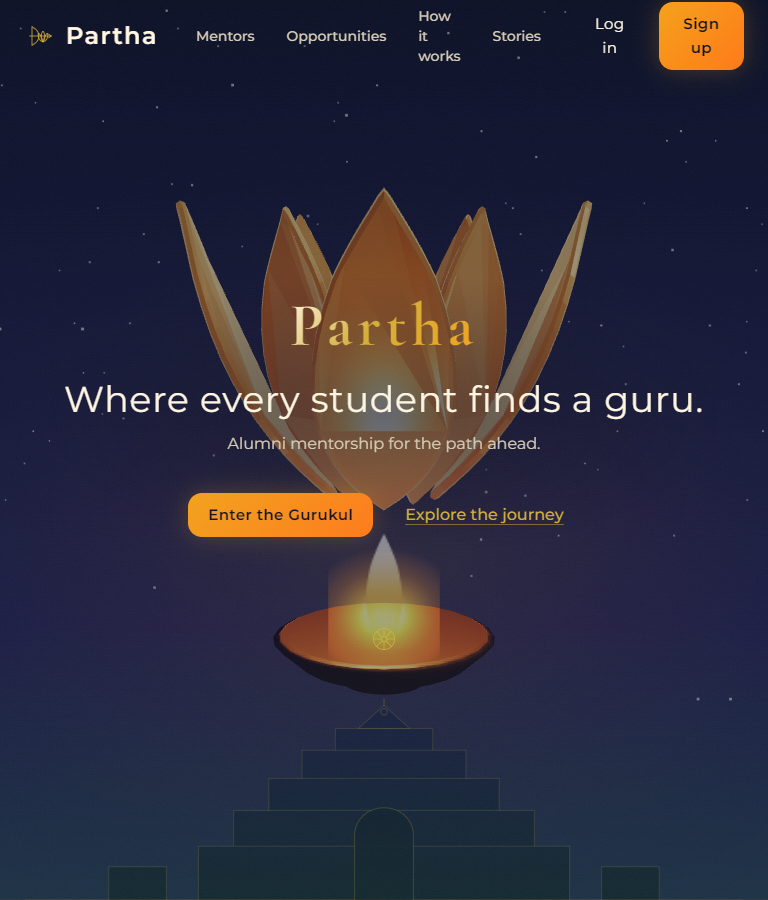 Partha
Mentors
Opportunities
How
it
works
Stories
Log
in
Sign
up
Partha
Where every student finds a guru.
Alumni mentorship for the path ahead.
Enter the Gurukul
Explore the journey